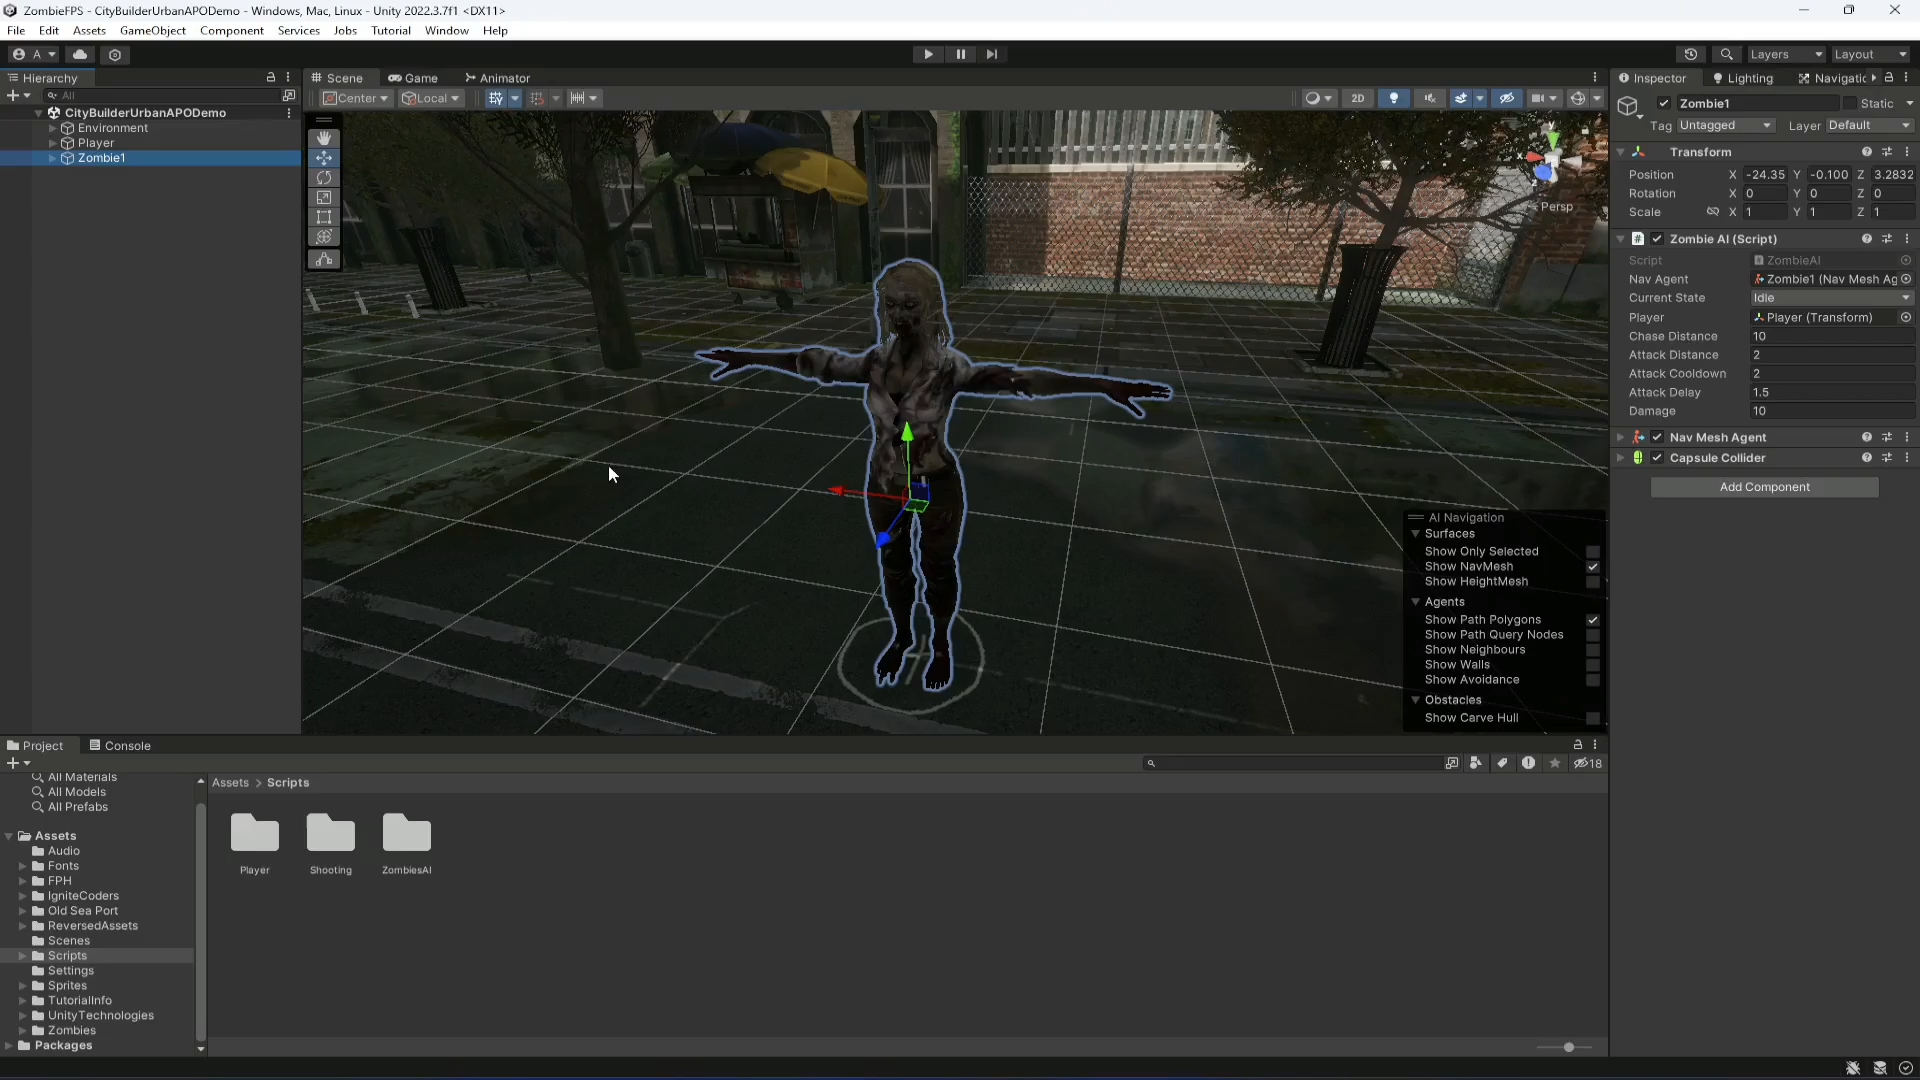 ZombieFPS - CityBuilderUrbanAPODemo - Windows, Mac, Linux - Unity 2022.3.7f1 <DX11>
File Edit Assets GameObject Component Services Jobs Tutorial Window Help
A Layers Layout
Hierarchy
All
CityBuilderUrbanAPODemo
Environment
Player
Zombie1
Scene Game Animator
Center Local 2D
Y
Z
Persp
AI Navigation
Surfaces
Show Only Selected
Show NavMesh
Show HeightMesh
Agents
Show Path Polygons
Show Path Query Nodes
Show Neighbours
Show Walls
Show Avoidance
Obstacles
Show Carve Hull
Inspector Lighting Navigatic
Zombie1 Static
Tag Untagged Layer Default
Transform
Position X -24.35 Y -0.100 Z 3.2832
Rotation X 0 Y 0 Z 0
Scale X 1 Y 1 Z 1
Zombie AI (Script)
Script ZombieAI
Nav Agent Zombie1 (Nav Mesh Ag
Current State Idle
Player Player (Transform)
Chase Distance 10
Attack Distance 2
Attack Cooldown 2
Attack Delay 1.5
Damage 10
Nav Mesh Agent
Capsule Collider
Add Component
Project Console
18
All Materials
All Models
All Prefabs
Assets
Audio
Fonts
FPH
IgniteCoders
Old Sea Port
ReversedAssets
Scenes
Scripts
Settings
Sprites
TutorialInfo
UnityTechnologies
Zombies
Packages
Assets > Scripts
Player Shooting ZombiesAI